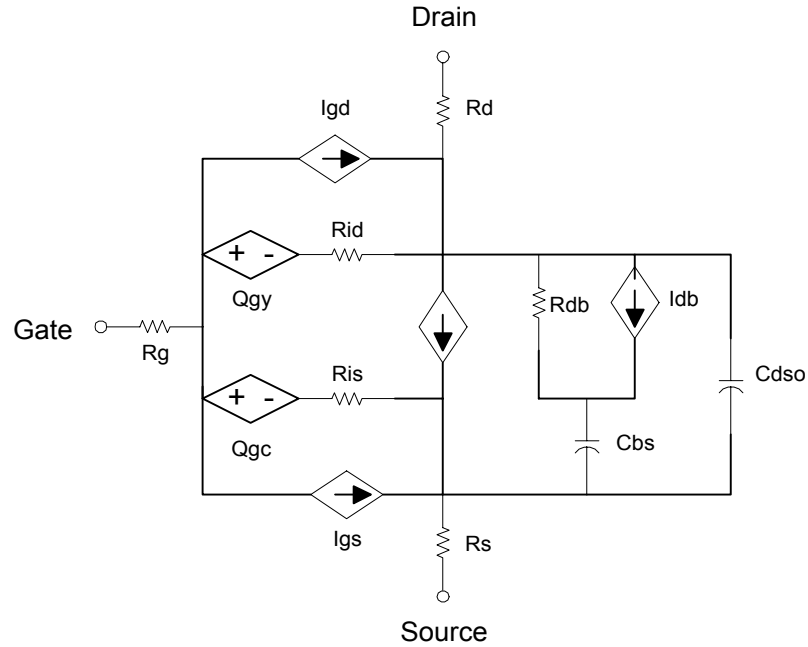 Drain
Igd
Rd
Rid
+ -
Qgy
Rdb
Idb
Gate
Rg
Ris
Cdso
+ -
Qgc
Cbs
Igs
Rs
Source